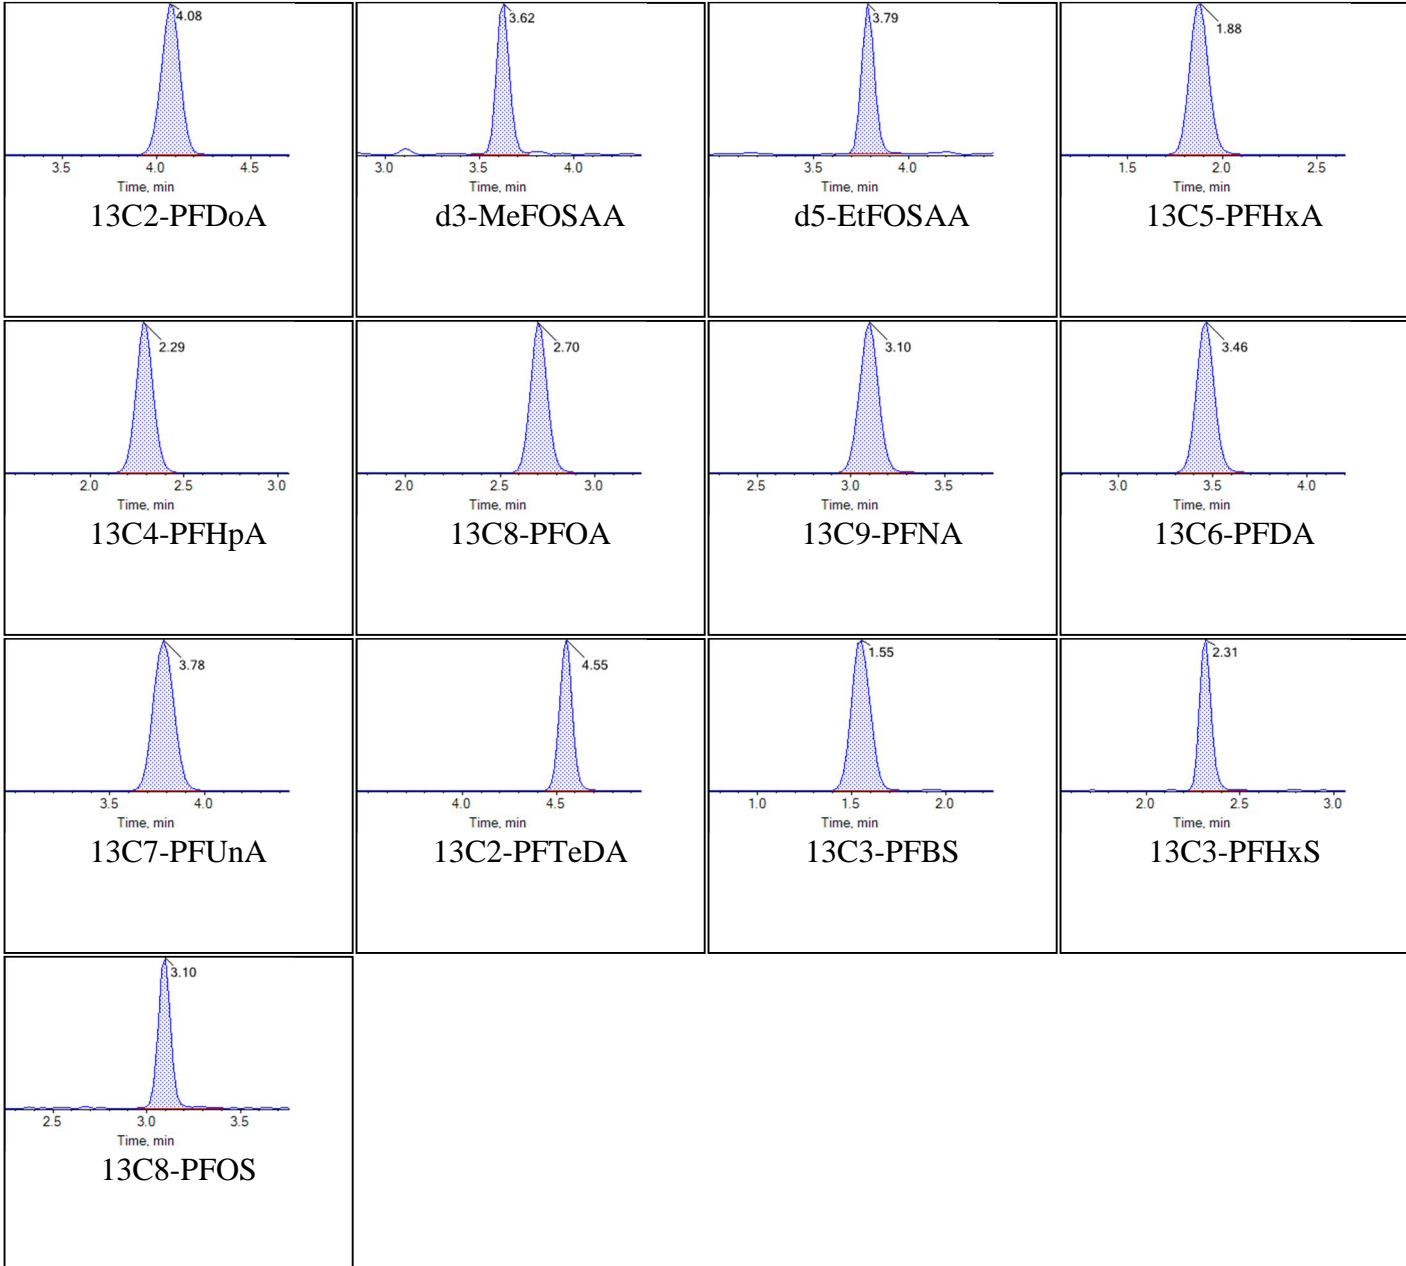 4.08
3.5 4.0 4.5
Time, min
13C2-PFDoA
3.62
3.0 3.5 4.0
Time, min
d3-MeFOSAA
3.79
3.5 4.0
Time, min
d5-EtFOSAA
1.88
1.5 2.0 2.5
Time, min
13C5-PFHxA
2.29
2.0 2.5 3.0
Time, min
13C4-PFHpA
2.70
2.0 2.5 3.0
Time, min
13C8-PFOA
3.10
2.5 3.0 3.5
Time, min
13C9-PFNA
3.46
3.0 3.5 4.0
Time, min
13C6-PFDA
3.78
3.5 4.0
Time, min
13C7-PFUnA
4.55
4.0 4.5
Time, min
13C2-PFTeDA
1.55
1.0 1.5 2.0
Time, min
13C3-PFBS
2.31
2.0 2.5 3.0
Time, min
13C3-PFHxS
3.10
2.5 3.0 3.5
Time, min
13C8-PFOS